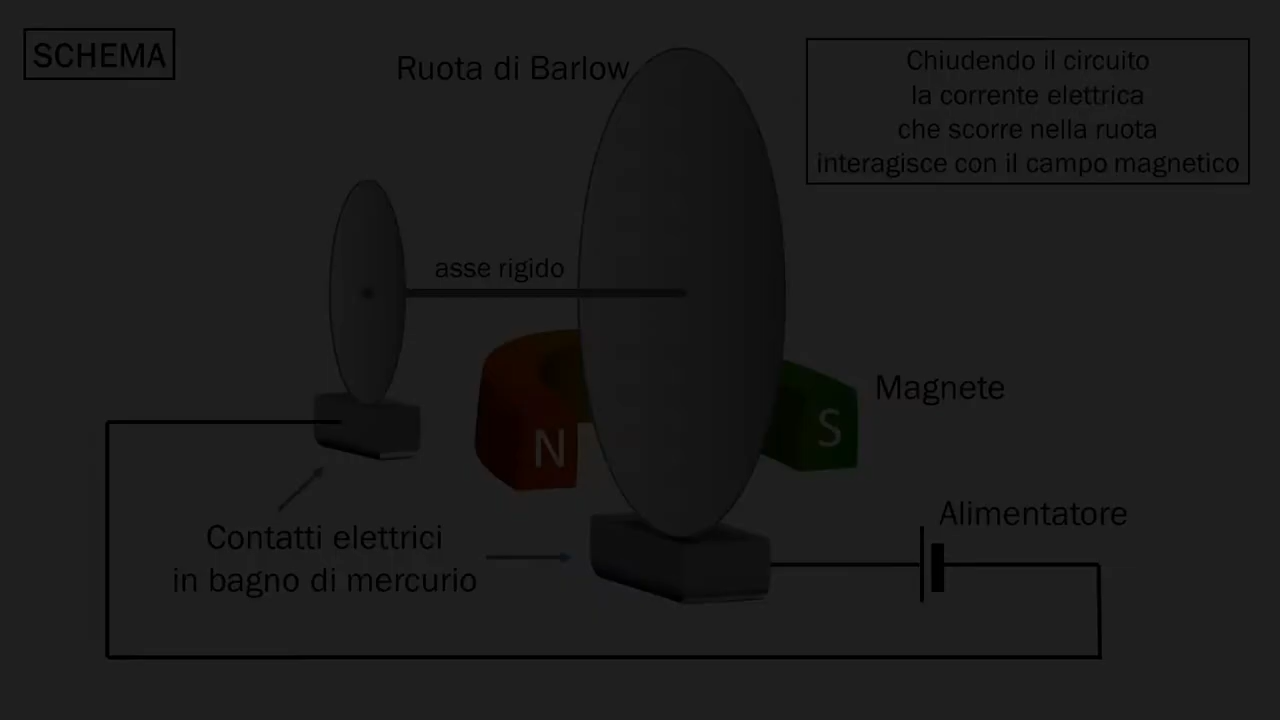 SCHEMA
Ruota di Barlow
Chiudendo il circuito
la corrente elettrica
che scorre nella ruota
interagisce con il campo magnetico
asse rigido
Magnete
N
S
Alimentatore
Contatti elettrici
in bagno di mercurio